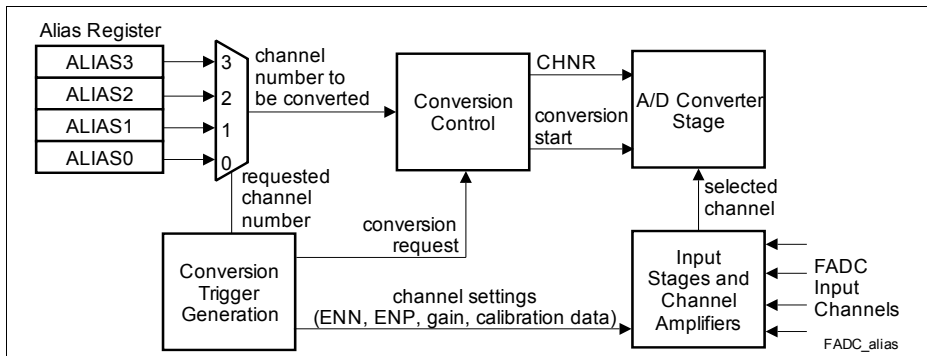 Alias Register
ALIAS3
ALIAS2
ALIAS1
ALIAS0
3
2
1
0
channel
number to
be converted
requested
channel
number
Conversion
Control
CHNR
conversion
start
A/D Converter
Stage
selected
channel
conversion
request
Conversion
Trigger
Generation
channel settings
(ENN, ENP, gain, calibration data)
Input
Stages and
Channel
Amplifiers
FADC
Input
Channels
FADC_alias